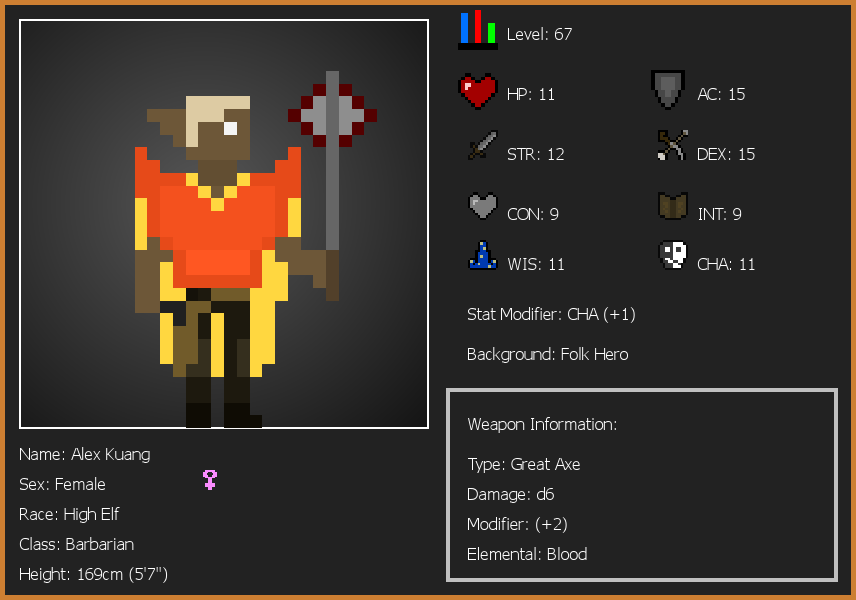 Level: 67
HP: 11
AC: 15
STR: 12
DEX: 15
CON: 9
INT: 9
WIS: 11
CHA: 11
Stat Modifier: CHA (+1)
Background: Folk Hero
Weapon Information:
Type: Great Axe
Damage: d6
Modifier: (+2)
Elemental: Blood
Name: Alex Kuang
Sex: Female
Race: High Elf
Class: Barbarian
Height: 169cm (5'7")